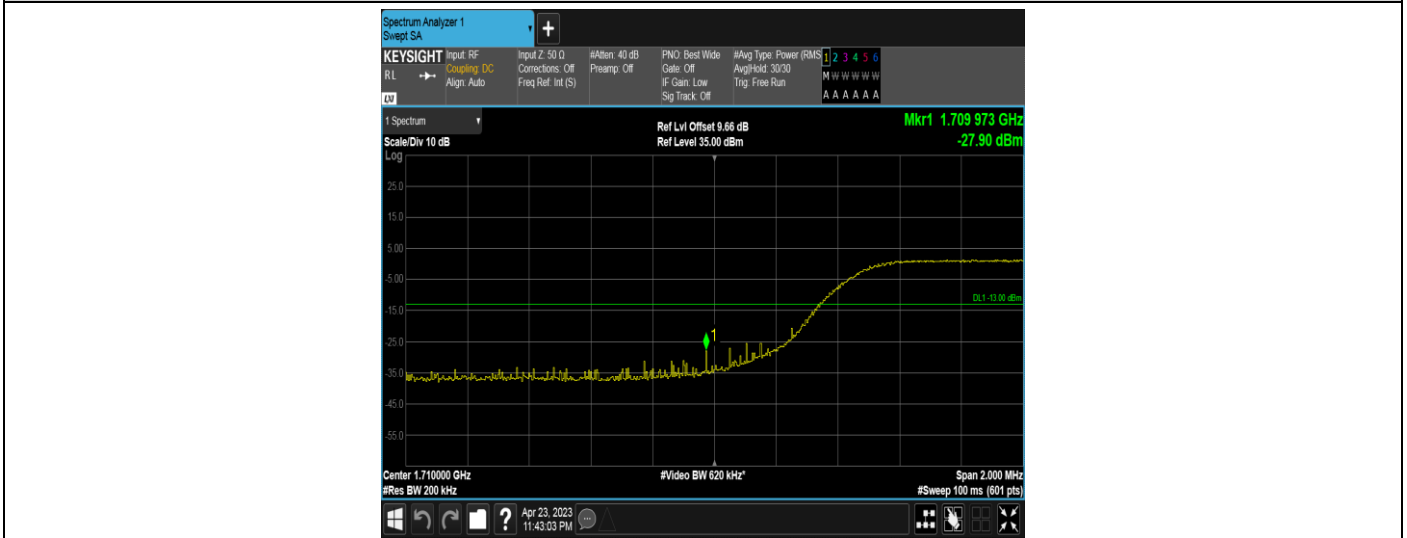 Spectrum Analyzer 1
Swept SA
+
KEYSIGHT
RL
LXI
Input: RF
Coupling: DC
Align: Auto
Input Z: 50 Ω
Corrections: Off
Freq Ref: Int (S)
#Atten: 40 dB
Preamp: Off
PNO: Best Wide
Gate: Off
IF Gain: Low
Sig Track: Off
#Avg Type: Power (RMS
Avg|Hold: 30/30
Trig: Free Run
1 2 3 4 5 6
M W W W W W
A A A A A A
1 Spectrum
Scale/Div 10 dB
Ref Lvl Offset 9.66 dB
Ref Level 35.00 dBm
Mkr1 1.709 973 GHz
-27.90 dBm
Log
25.0
15.0
5.00
-5.00
-15.0
-25.0
-35.0
-45.0
-55.0
DL1 -13.00 dBm
1
Center 1.710000 GHz
#Res BW 200 kHz
#Video BW 620 kHz*
Span 2.000 MHz
#Sweep 100 ms (601 pts)
?
Apr 23, 2023
11:43:03 PM